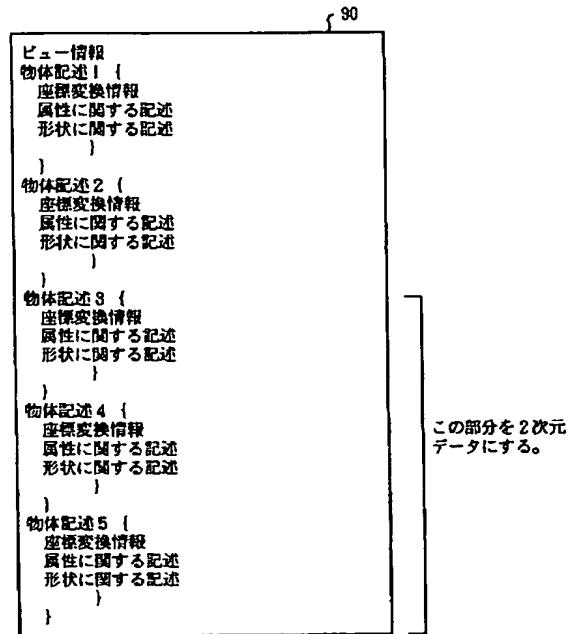 90
ビュー情報
物体記述1 {
座標変換情報
属性に関する記述
形状に関する記述
}
}
物体記述2 {
座標変換情報
属性に関する記述
形状に関する記述
}
}
物体記述3 {
座標変換情報
属性に関する記述
形状に関する記述
}
}
物体記述4 {
座標変換情報
属性に関する記述
形状に関する記述
}
}
物体記述5 {
座標変換情報
属性に関する記述
形状に関する記述
}
}
この部分を2次元
データにする。